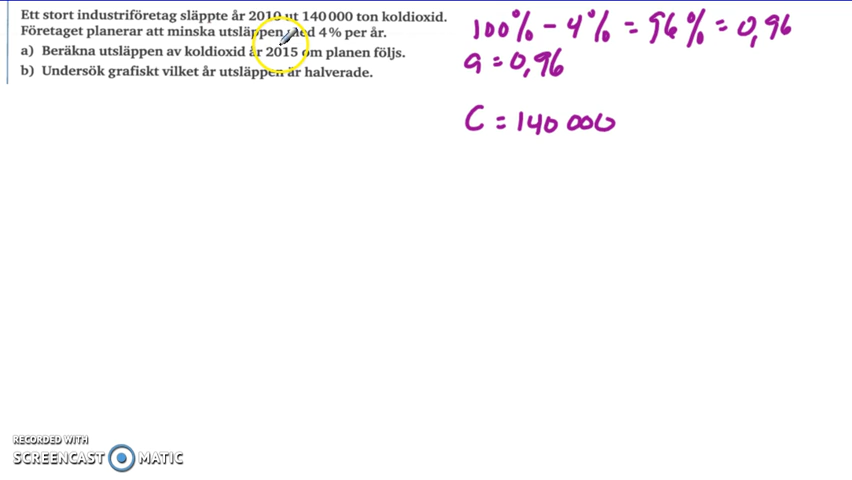 Ett stort industriföretag släppte år 2010 ut 140 000 ton koldioxid.
Företaget planerar att minska utsläppen med 4 % per år.
a) Beräkna utsläppen av koldioxid år 2015 om planen följs.
b) Undersök grafiskt vilket år utsläppen är halverade.
100% - 4% = 96% = 0,96
a = 0,96
C = 140 000
RECORDED WITH
SCREENCAST MATIC